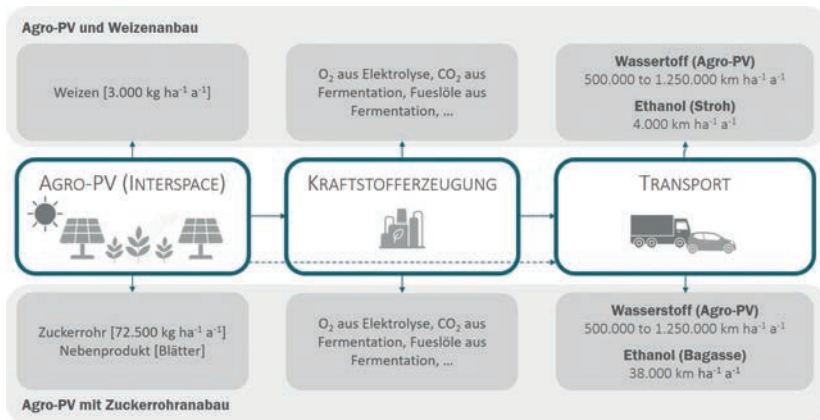 Agro-PV und Weizenanbau
Weizen [3.000 kg ha⁻¹ a⁻¹]
O₂ aus Elektrolyse, CO₂ aus
Fermentation, Fueslöle aus
Fermentation, ...
Wassertoff (Agro-PV)
500.000 to 1.250.000 km ha⁻¹ a⁻¹
Ethanol (Stroh)
4.000 km ha⁻¹ a⁻¹
AGRO-PV (INTERSPACE)
KRAFTSTOFFERZEUGUNG
TRANSPORT
Zuckerrohr [72.500 kg ha⁻¹ a⁻¹]
Nebenprodukt [Blätter]
O₂ aus Elektrolyse, CO₂ aus
Fermentation, Fueslöle aus
Fermentation, ...
Wasserstoff (Agro-PV)
500.000 to 1.250.000 km ha⁻¹ a⁻¹
Ethanol (Bagasse)
38.000 km ha⁻¹ a⁻¹
Agro-PV mit Zuckerrohranabau